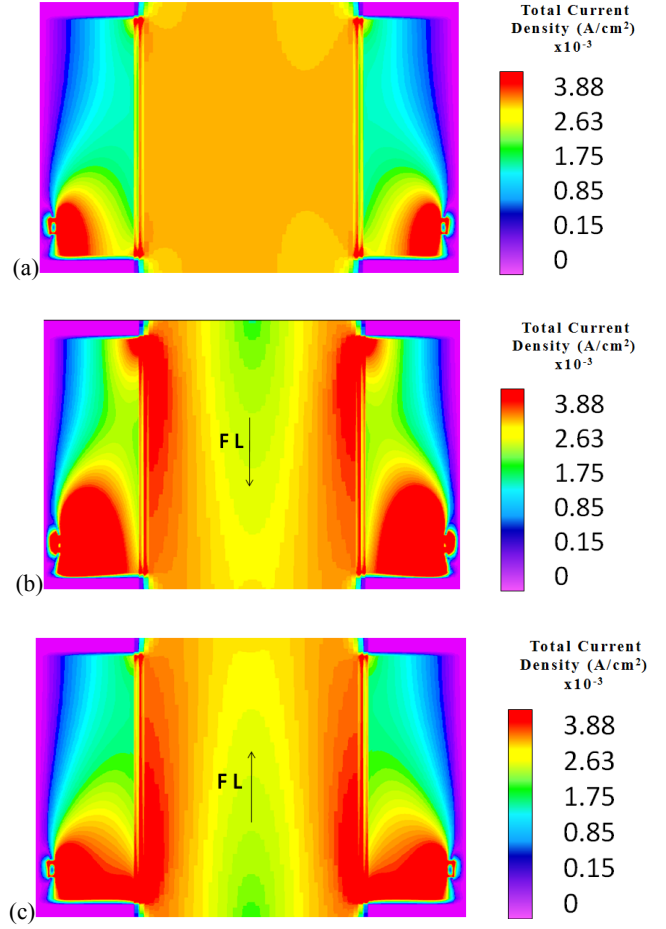 Total Current
Density (A/cm²)
x10⁻³
3.88
2.63
1.75
0.85
0.15
0
(a)
Total Current
Density (A/cm²)
x10⁻³
3.88
2.63
1.75
0.85
0.15
0
F L
(b)
Total Current
Density (A/cm²)
x10⁻³
3.88
2.63
1.75
0.85
0.15
0
F L
(c)